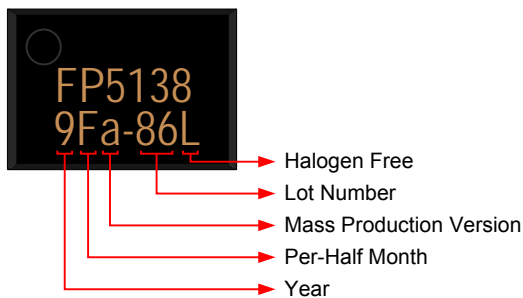 FP5138
9Fa-86L
Halogen Free
Lot Number
Mass Production Version
Per-Half Month
Year